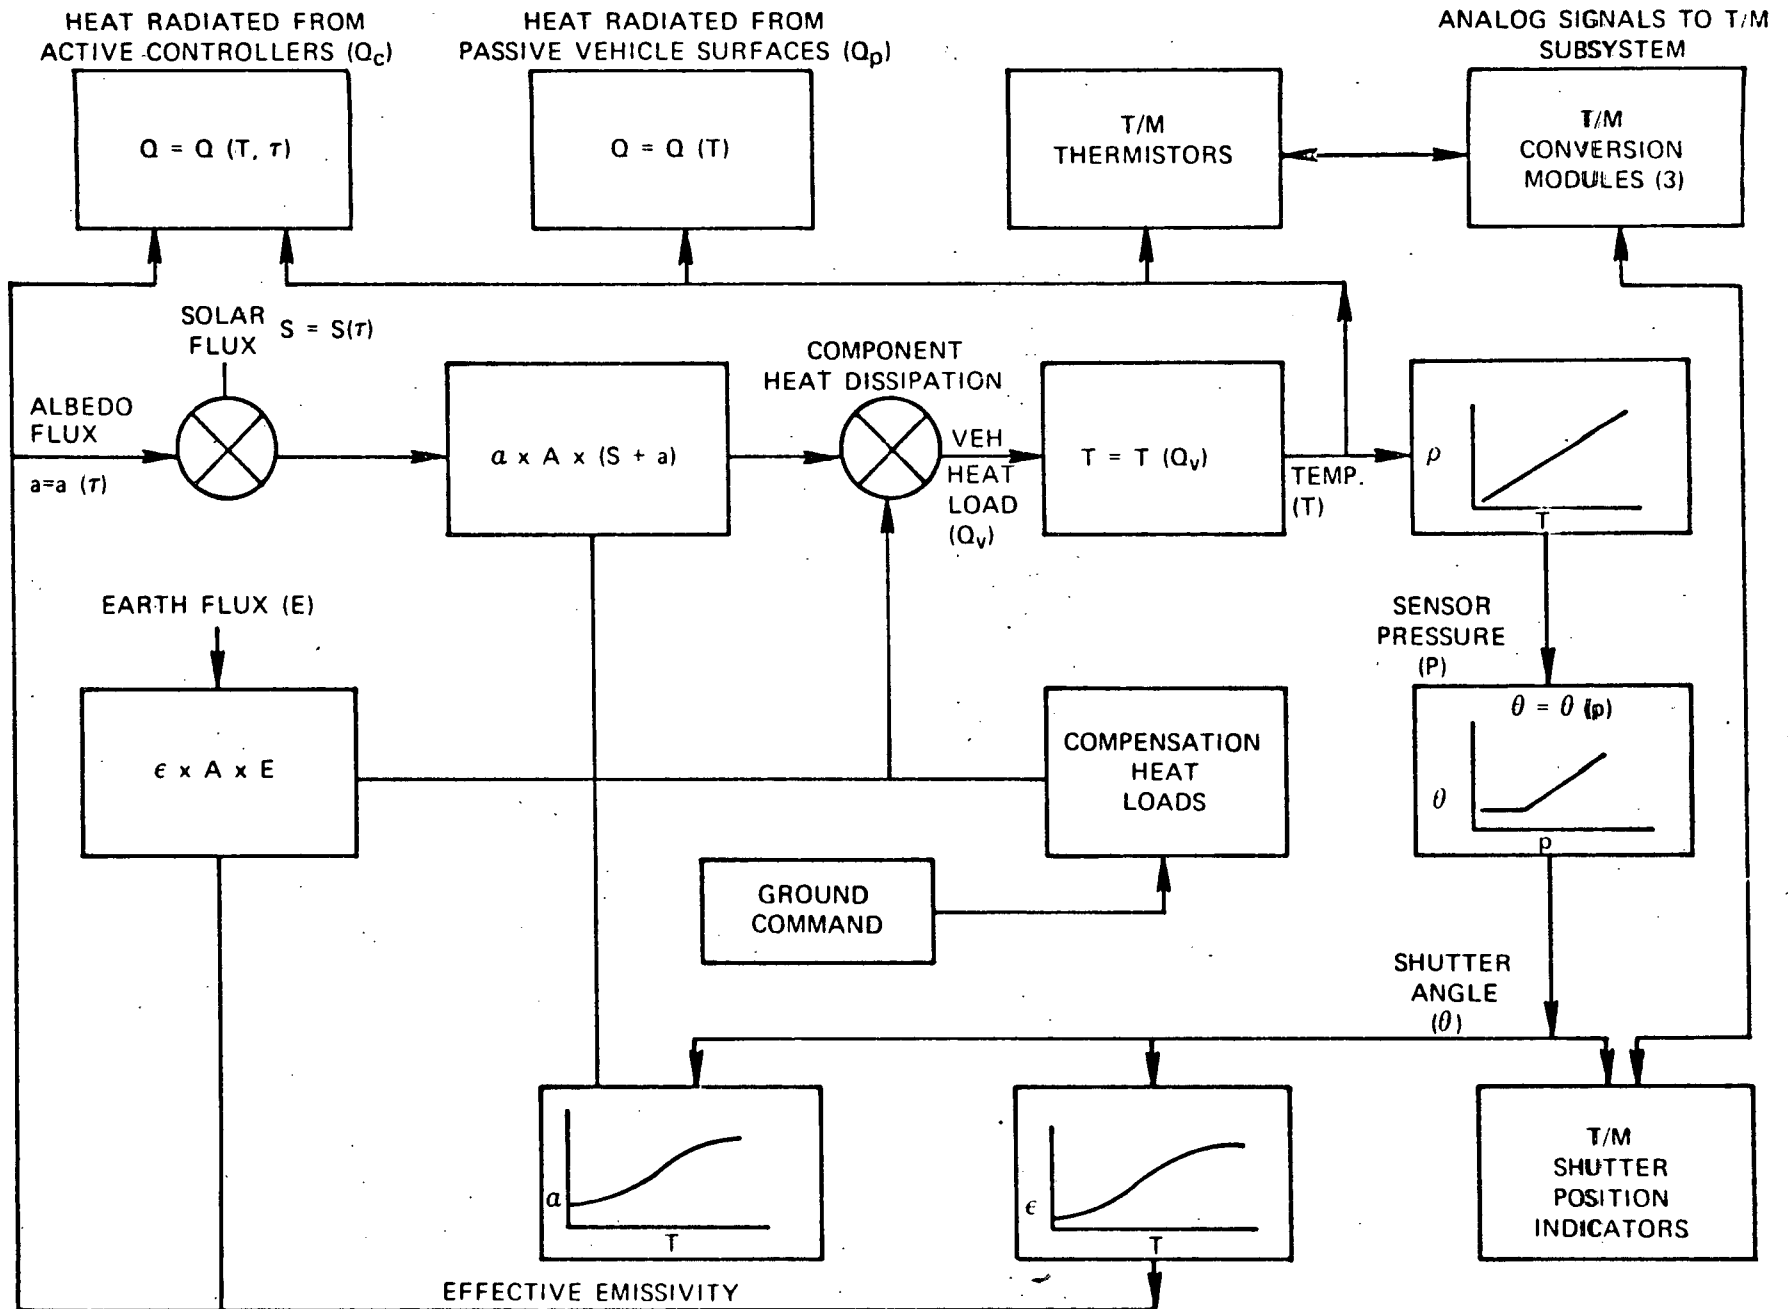 HEAT RADIATED FROM
ACTIVE CONTROLLERS (Qc)
HEAT RADIATED FROM
PASSIVE VEHICLE SURFACES (Qp)
ANALOG SIGNALS TO T/M
SUBSYSTEM
Q = Q (T, τ)
Q = Q (T)
T/M
THERMISTORS
T/M
CONVERSION
MODULES (3)
SOLAR
FLUX
S = S(τ)
COMPONENT
HEAT DISSIPATION
ALBEDO
FLUX
a=a (τ)
α x A x (S + a)
VEH
HEAT
LOAD
(Qv)
T = T (Qv)
TEMP.
(T)
ρ
T
EARTH FLUX (E)
SENSOR
PRESSURE
(P)
ϵ x A x E
COMPENSATION
HEAT
LOADS
θ = θ (p)
θ
p
GROUND
COMMAND
SHUTTER
ANGLE
(θ)
α
T
ϵ
T
T/M
SHUTTER
POSITION
INDICATORS
EFFECTIVE EMISSIVITY